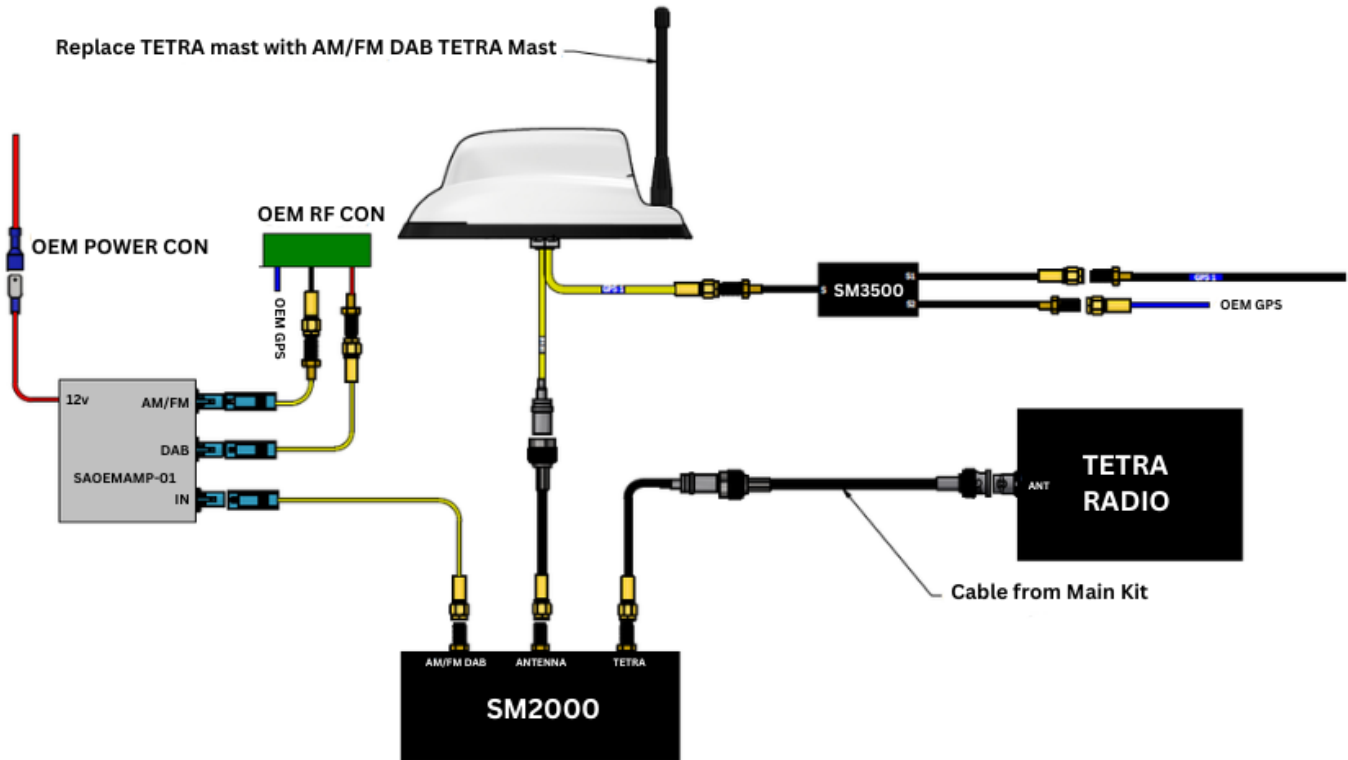 Replace TETRA mast with AM/FM DAB TETRA Mast
OEM RF CON
OEM POWER CON
OEM GPS
GPS 1
S
SM3500
S1
S2
GPS 1
OEM GPS
12v
AM/FM
DAB
SAOEMAMP-01
IN
TETRA
RADIO
ANT
Cable from Main Kit
AM/FM DAB
ANTENNA
TETRA
SM2000